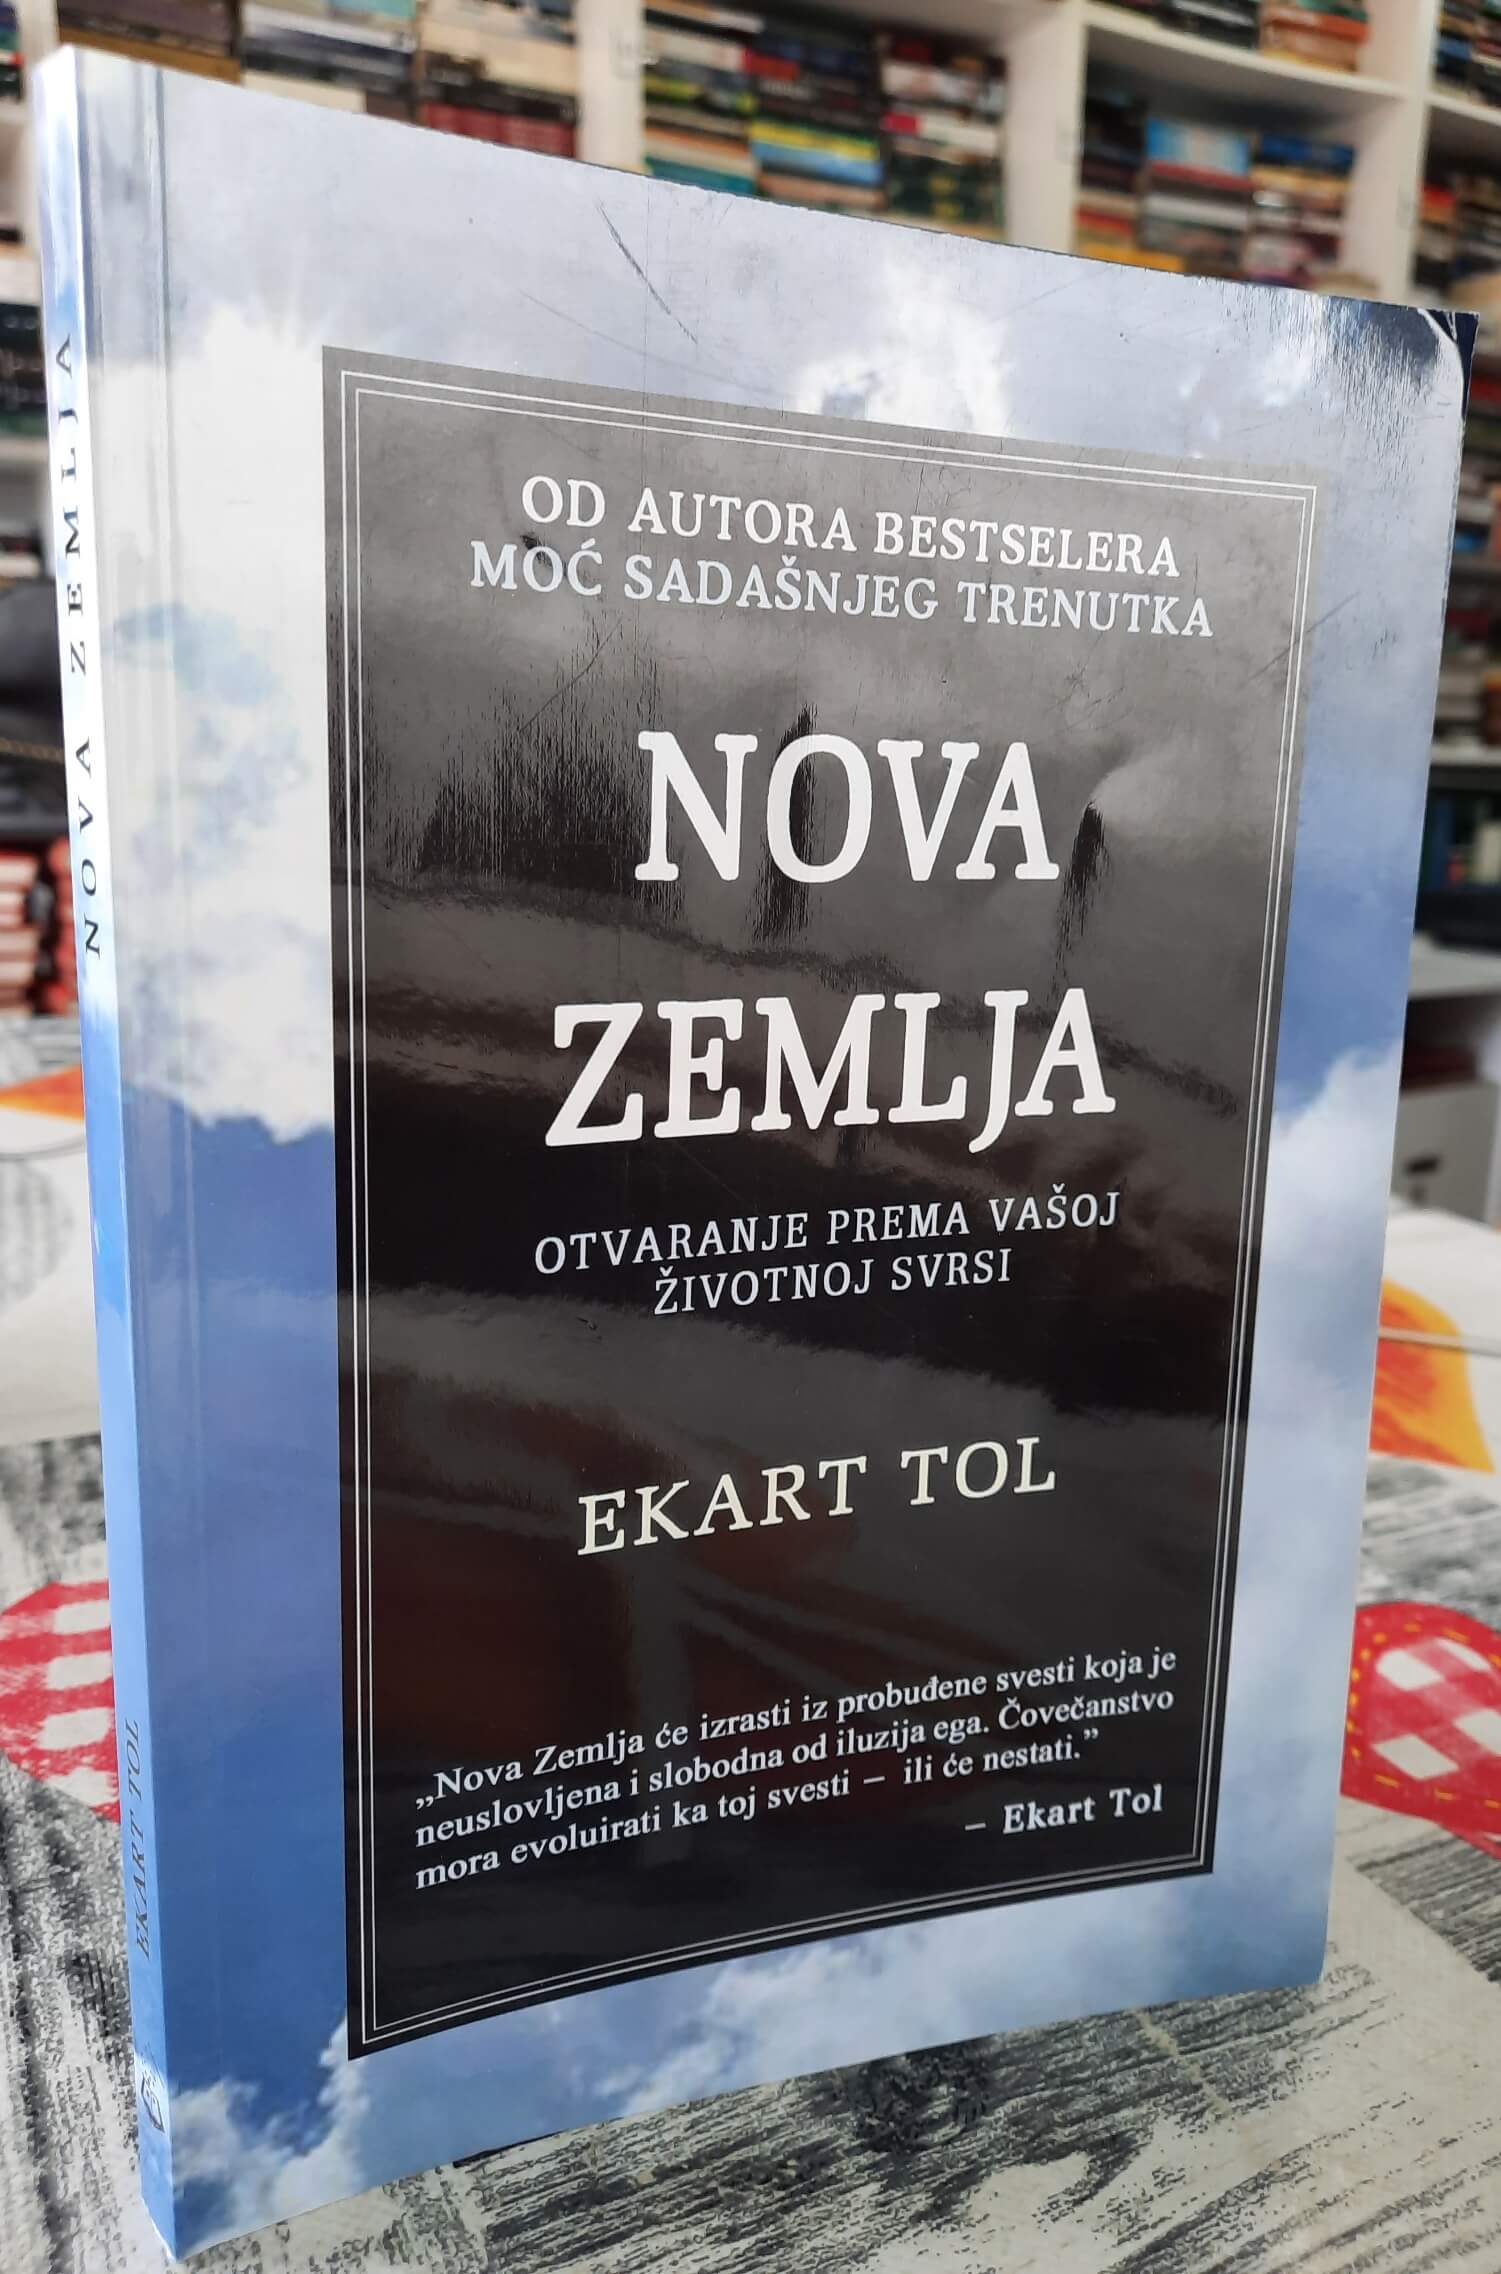 NOVA ZEMLJA
EKART TOL
OD AUTORA BESTSELERA
MOĆ SADAŠNJEG TRENUTKA
NOVA
ZEMLJA
OTVARANJE PREMA VAŠOJ
ŽIVOTNOJ SVRSI
EKART TOL
„Nova Zemlja će izrasti iz probuđene svesti koja je
neuslovljena i slobodna od iluzija ega. Čovečanstvo
mora evoluirati ka toj svesti – ili će nestati.”
– Ekart Tol